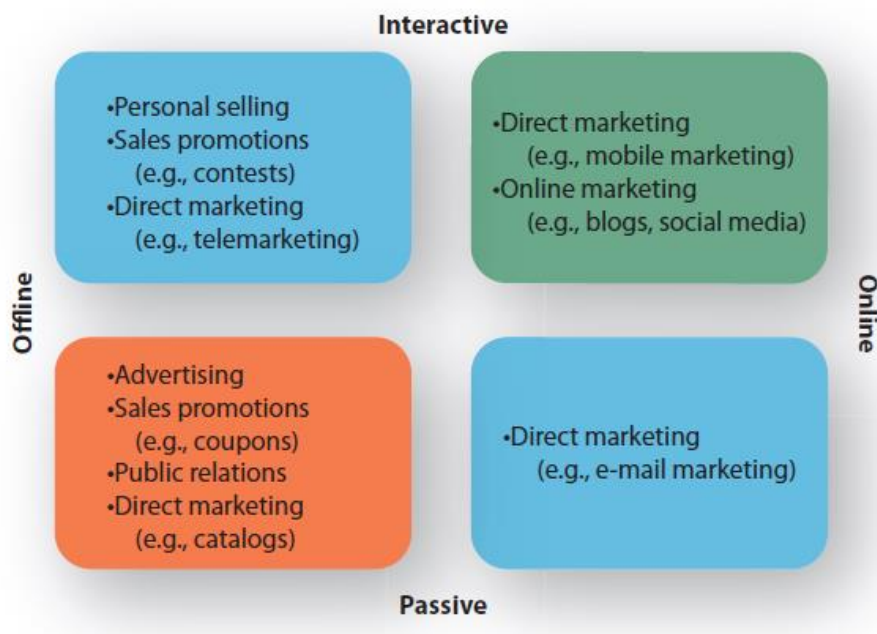 Interactive
•Personal selling
•Sales promotions
(e.g., contests)
•Direct marketing
(e.g., telemarketing)
•Direct marketing
(e.g., mobile marketing)
•Online marketing
(e.g., blogs, social media)
Offline
Online
•Advertising
•Sales promotions
(e.g., coupons)
•Public relations
•Direct marketing
(e.g., catalogs)
•Direct marketing
(e.g., e-mail marketing)
Passive